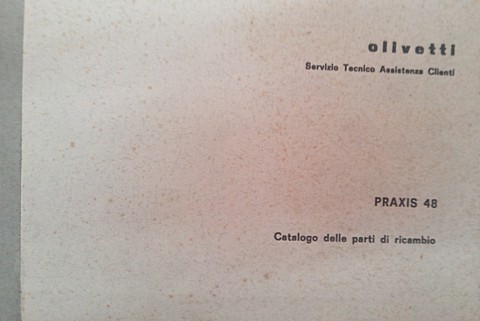 olivetti
Servizio Tecnico Assistenza Clienti
PRAXIS 48
Catalogo delle parti di ricambio